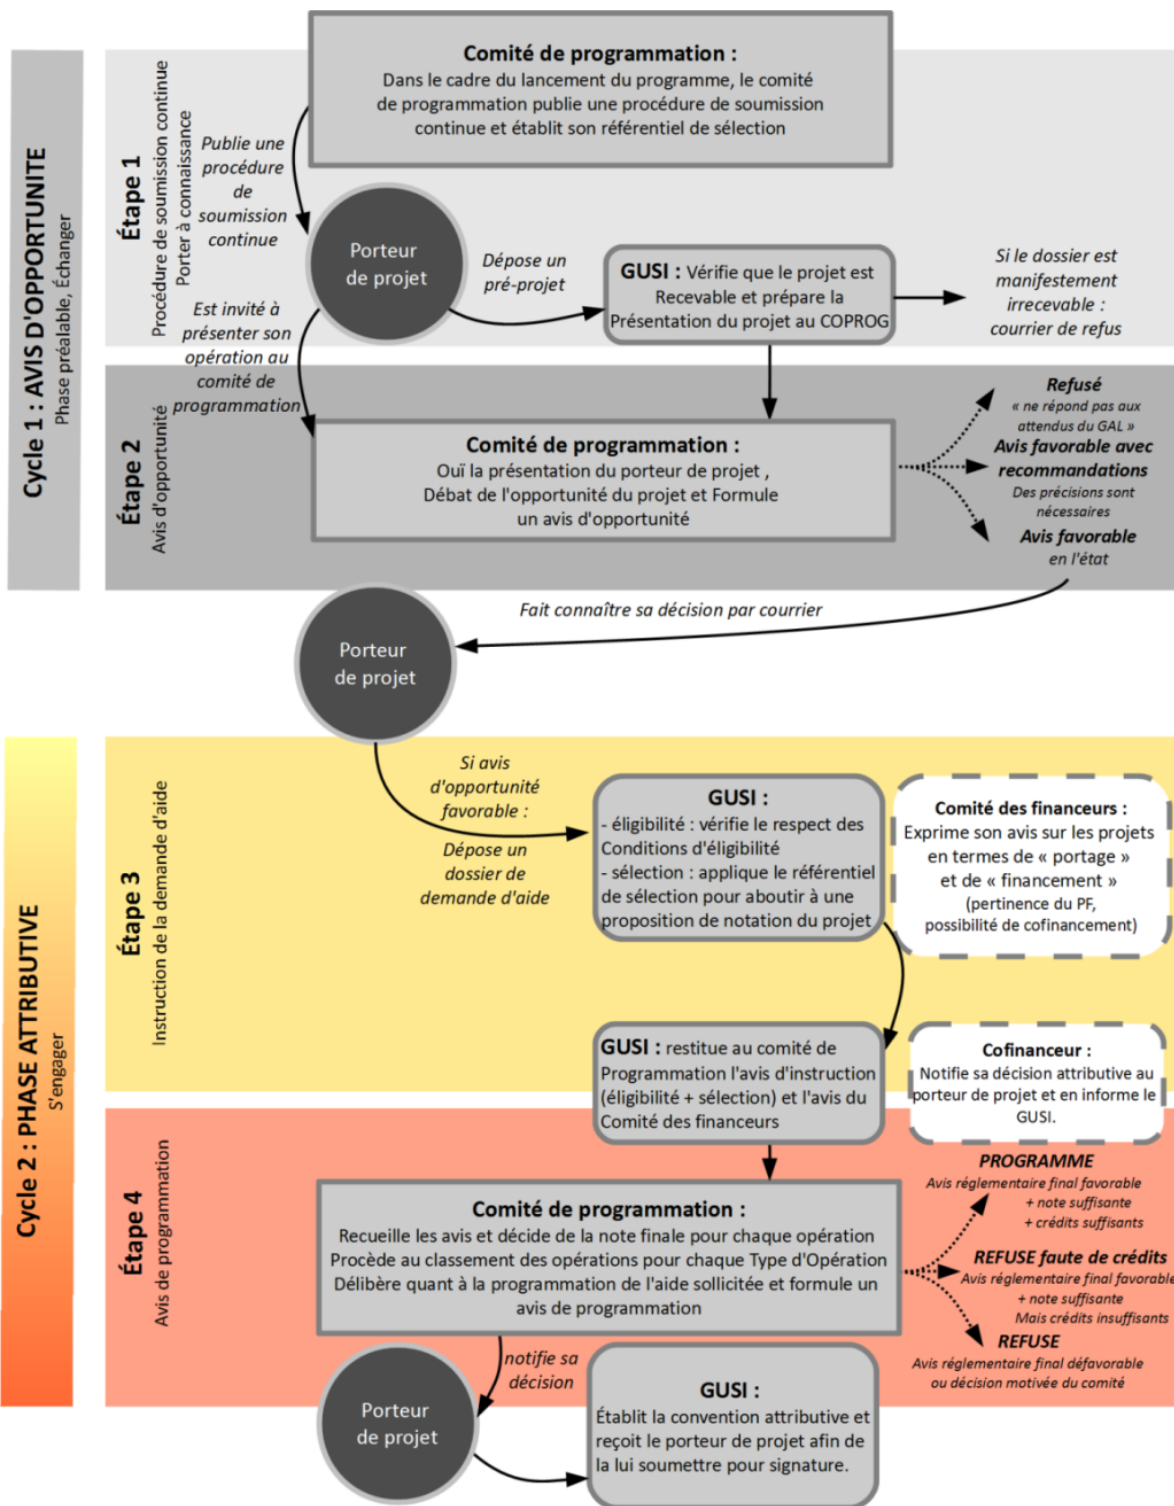 Comité de programmation :
Dans le cadre du lancement du programme, le comité
de programmation publie une procédure de soumission
continue et établit son référentiel de sélection
Cycle 1 : AVIS D'OPPORTUNITE
Phase préalable, Échanger
Étape 1
Procédure de soumission continue
Porter à connaissance
Publie une
procédure
de
soumission
continue
Porteur
de projet
Dépose un
pré-projet
GUSI : Vérifie que le projet est
Recevable et prépare la
Présentation du projet au COPROG
Si le dossier est
manifestement
irrecevable :
courrier de refus
Est invité à
présenter son
opération au
comité de
programmation
Étape 2
Avis d'opportunité
Comité de programmation :
Ouï la présentation du porteur de projet ,
Débat de l'opportunité du projet et Formule
un avis d'opportunité
Refusé
« ne répond pas aux
attendus du GAL »
Avis favorable avec
recommandations
Des précisions sont
nécessaires
Avis favorable
en l'état
Fait connaître sa décision par courrier
Porteur
de projet
Cycle 2 : PHASE ATTRIBUTIVE
S'engager
Étape 3
Instruction de la demande d'aide
Si avis
d'opportunité
favorable :
Dépose un
dossier de
demande d'aide
GUSI :
- éligibilité : vérifie le respect des
Conditions d'éligibilité
- sélection : applique le référentiel
de sélection pour aboutir à une
proposition de notation du projet
Comité des financeurs :
Exprime son avis sur les projets
en termes de « portage »
et de « financement »
(pertinence du PF,
possibilité de cofinancement)
GUSI : restitue au comité de
Programmation l'avis d'instruction
(éligibilité + sélection) et l'avis du
Comité des financeurs
Cofinanceur :
Notifie sa décision attributive au
porteur de projet et en informe le
GUSI.
Étape 4
Avis de programmation
Comité de programmation :
Recueille les avis et décide de la note finale pour chaque opération
Procède au classement des opérations pour chaque Type d'Opération
Délibère quant à la programmation de l'aide sollicitée et formule un
avis de programmation
PROGRAMME
Avis réglementaire final favorable
+ note suffisante
+ crédits suffisants
REFUSE faute de crédits
Avis réglementaire final favorable
+ note suffisante
Mais crédits insuffisants
REFUSE
Avis réglementaire final défavorable
ou décision motivée du comité
notifie sa
décision
Porteur
de projet
GUSI :
Établit la convention attributive et
reçoit le porteur de projet afin de
la lui soumettre pour signature.